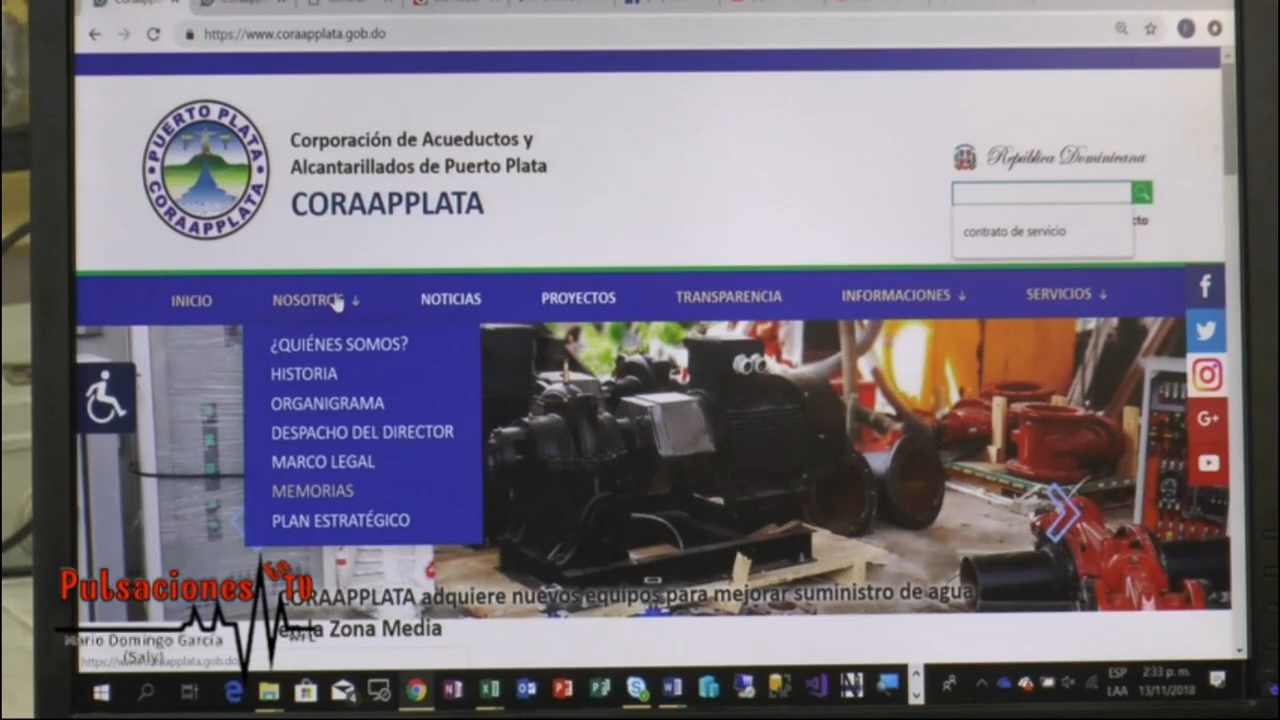 https://www.coraapplata.gob.do
PUERTO PLATA
CORAAPPLATA
Corporación de Acueductos y
Alcantarillados de Puerto Plata
CORAAPPLATA
República Dominicana
contrato de servicio
cto
INICIO NOSOTROS NOTICIAS PROYECTOS TRANSPARENCIA INFORMACIONES SERVICIOS
¿QUIÉNES SOMOS?
HISTORIA
ORGANIGRAMA
DESPACHO DEL DIRECTOR
MARCO LEGAL
MEMORIAS
PLAN ESTRATÉGICO
G+
CORAAPPLATA adquiere nuevos equipos para mejorar suministro de agua
en la Zona Media
Pulsaciones En TV
Mario Domingo García
(Saly)
ESP 2:33 p. m.
LAA 13/11/2018